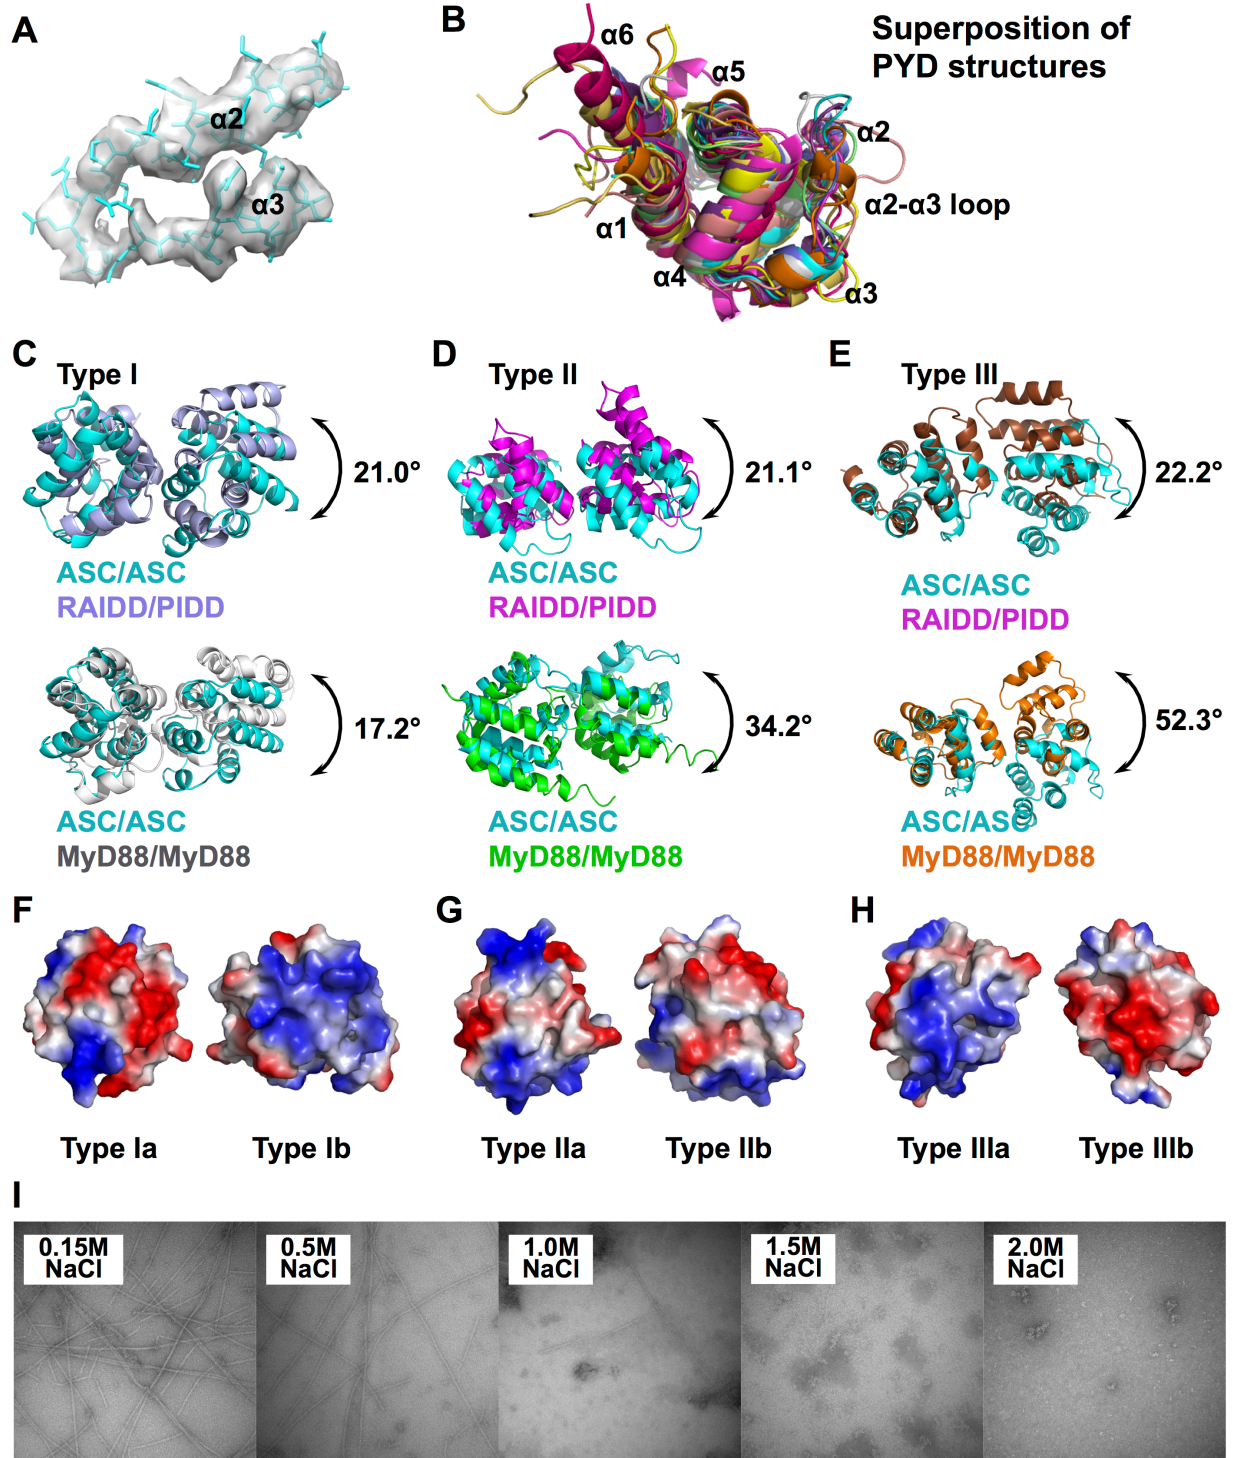 A
α2
α3
B
Superposition of
PYD structures
α6
α5
α2
α2-α3 loop
α1
α4
α3
C
Type I
21.0°
ASC/ASC
RAIDD/PIDD
17.2°
ASC/ASC
MyD88/MyD88
D
Type II
21.1°
ASC/ASC
RAIDD/PIDD
34.2°
ASC/ASC
MyD88/MyD88
E
Type III
22.2°
ASC/ASC
RAIDD/PIDD
52.3°
ASC/ASC
MyD88/MyD88
F
Type Ia
Type Ib
G
Type IIa
Type IIb
H
Type IIIa
Type IIIb
I
0.15M
NaCl
0.5M
NaCl
1.0M
NaCl
1.5M
NaCl
2.0M
NaCl